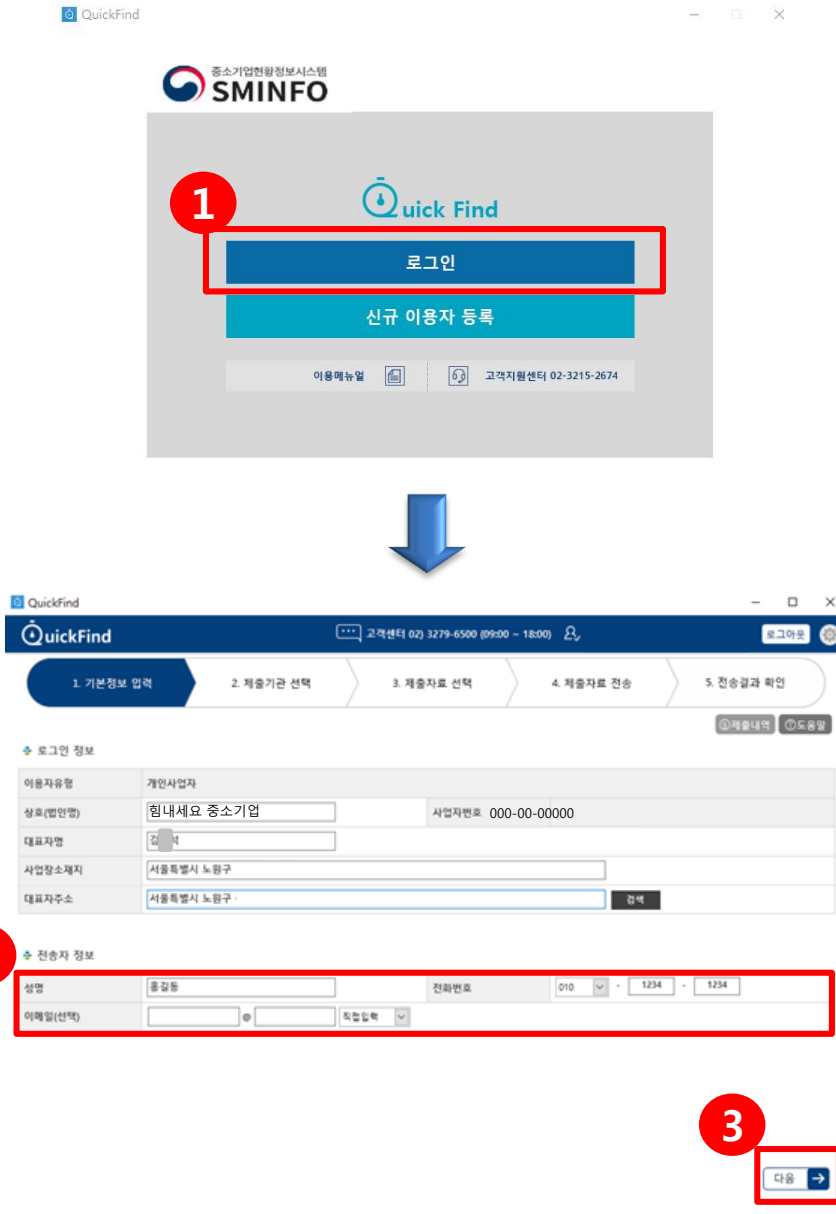 QuickFind
중소기업현황정보시스템
SMINFO
1
Quick Find
로그인
신규 이용자 등록
이용메뉴얼 고객지원센터 02-3215-2674
QuickFind
QuickFind 고객센터 02) 3279-6500 (09:00 ~ 18:00) 로그아웃
1. 기본정보 입력 2. 제출기관 선택 3. 제출자료 선택 4. 제출자료 전송 5. 전송결과 확인
제출내역 도움말
로그인 정보
이용자유형 개인사업자
상호(법인명) 힘내세요 중소기업 사업자번호 000-00-00000
대표자명
사업장소재지 서울특별시 노원구
대표자주소 서울특별시 노원구 검색
전송자 정보
성명 홍길동 전화번호 010 - 1234 - 1234
이메일(선택) @ 직접입력
3
다음